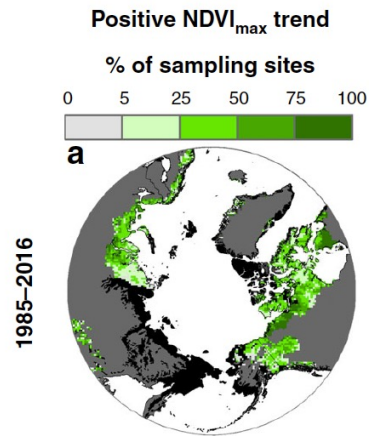 Positive NDVImax trend
% of sampling sites
0 5 25 50 75 100
a
1985–2016